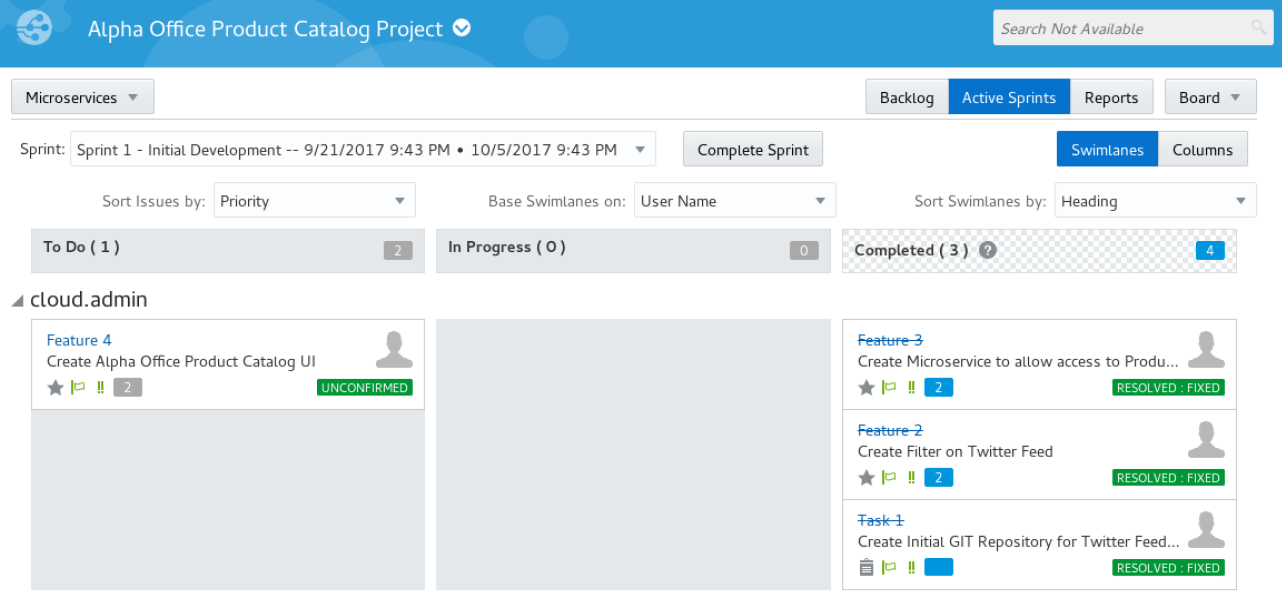 Alpha Office Product Catalog Project
Search Not Available
Microservices
Backlog
Active Sprints
Reports
Board
Sprint:
Sprint 1 - Initial Development -- 9/21/2017 9:43 PM • 10/5/2017 9:43 PM
Complete Sprint
Swimlanes
Columns
Sort Issues by:
Priority
Base Swimlanes on:
User Name
Sort Swimlanes by:
Heading
To Do ( 1 )
2
In Progress ( 0 )
0
Completed ( 3 ) ?
4
cloud.admin
Feature 4
Create Alpha Office Product Catalog UI
!! 2
UNCONFIRMED
Feature 3
Create Microservice to allow access to Produ...
!! 2
RESOLVED : FIXED
Feature 2
Create Filter on Twitter Feed
!! 2
RESOLVED : FIXED
Task 1
Create Initial GIT Repository for Twitter Feed...
!!
RESOLVED : FIXED